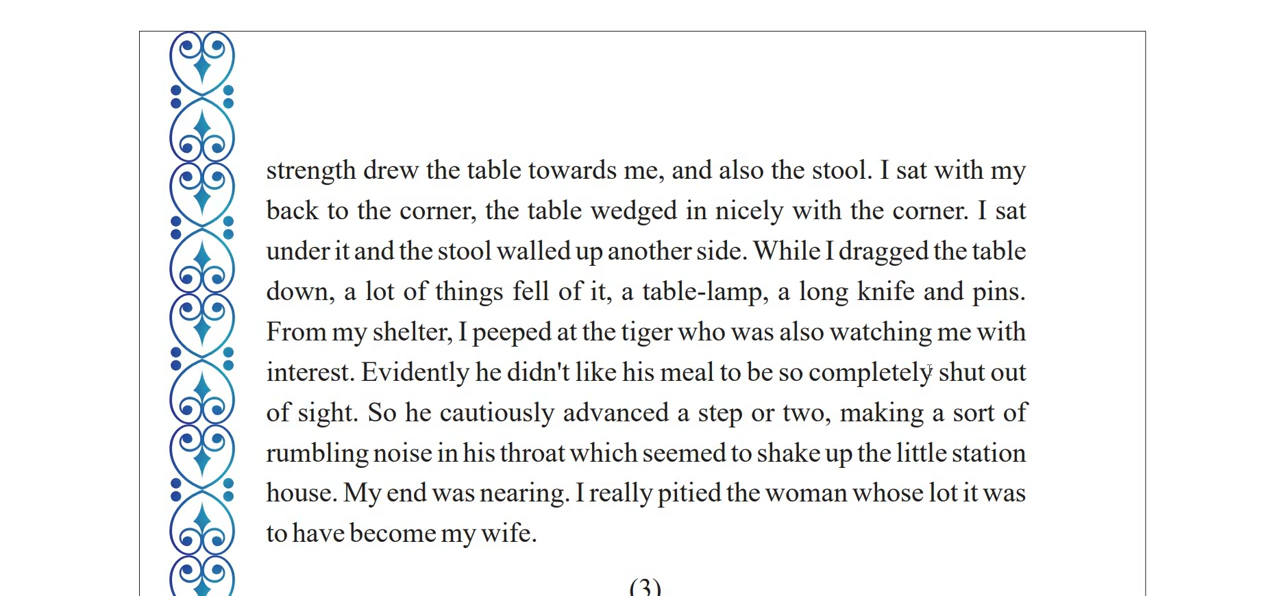 strength drew the table towards me, and also the stool. I sat with my
back to the corner, the table wedged in nicely with the corner. I sat
under it and the stool walled up another side. While I dragged the table
down, a lot of things fell of it, a table-lamp, a long knife and pins.
From my shelter, I peeped at the tiger who was also watching me with
interest. Evidently he didn't like his meal to be so completely shut out
of sight. So he cautiously advanced a step or two, making a sort of
rumbling noise in his throat which seemed to shake up the little station
house. My end was nearing. I really pitied the woman whose lot it was
to have become my wife.
(3)